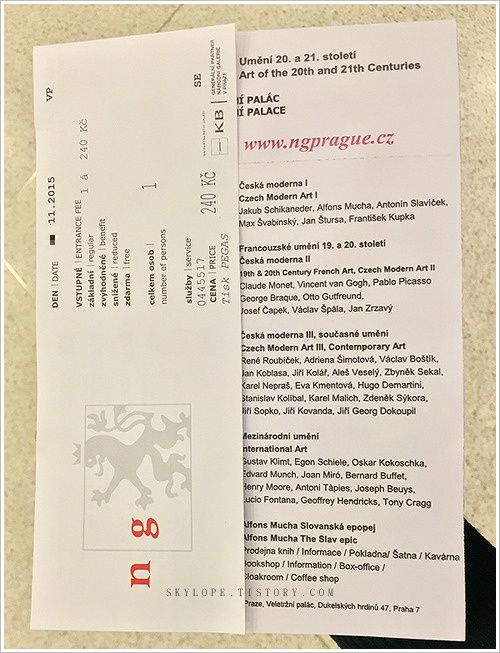 VP
SE
DEN | DATE 11.2015
VSTUPNÉ | ENTRANCE FEE
základní | regular 1 á 240 Kč
zvýhodněné | benefit
snížené | reduced
zdarma | free
celkem osob |
number of persons 1
služby | service
0445517
CENA | PRICE 240 KČ
Tisk PEGAS
KB
GENERÁLNÍ PARTNER
NÁRODNÍ GALERIE
V PRAZE
ng
Umění 20. a 21. století
Art of the 20th and 21th Centuries
Í PALÁC
Í PALACE
www.ngprague.cz
Česká moderna I
Czech Modern Art I
Jakub Schikaneder, Alfons Mucha, Antonín Slavíček,
Max Švabinský, Jan Štursa, František Kupka
Francouzské umění 19. a 20. století
Česká moderna II
19th & 20th Century French Art, Czech Modern Art II
Claude Monet, Vincent van Gogh, Pablo Picasso
George Braque, Otto Gutfreund,
Josef Čapek, Václav Špála, Jan Zrzavý
Česká moderna III, současné umění
Czech Modern Art III, Contemporary Art
René Roubíček, Adriena Šimotová, Václav Boštík,
Jan Koblasa, Jiří Kolář, Aleš Veselý, Zbyněk Sekal,
Karel Nepraš, Eva Kmentová, Hugo Demartini,
Stanislav Kolíbal, Karel Malich, Zdeněk Sýkora,
Jiří Sopko, Jiří Kovanda, Jiří Georg Dokoupil
Mezinárodní umění
International Art
Gustav Klimt, Egon Schiele, Oskar Kokoschka,
Edvard Munch, Joan Miró, Bernard Buffet,
Henry Moore, Antoni Tàpies, Joseph Beuys,
Lucio Fontana, Geoffrey Hendricks, Tony Cragg
Alfons Mucha Slovanská epopej
Alfons Mucha The Slav epic
Prodejna knih / Informace / Pokladna/ Šatna / Kavárna
Bookshop / Information / Box-office /
Cloakroom / Coffee shop
Praze, Veletržní palác, Dukelských hrdinů 47, Praha 7
SKYLOPE.TISTORY.COM